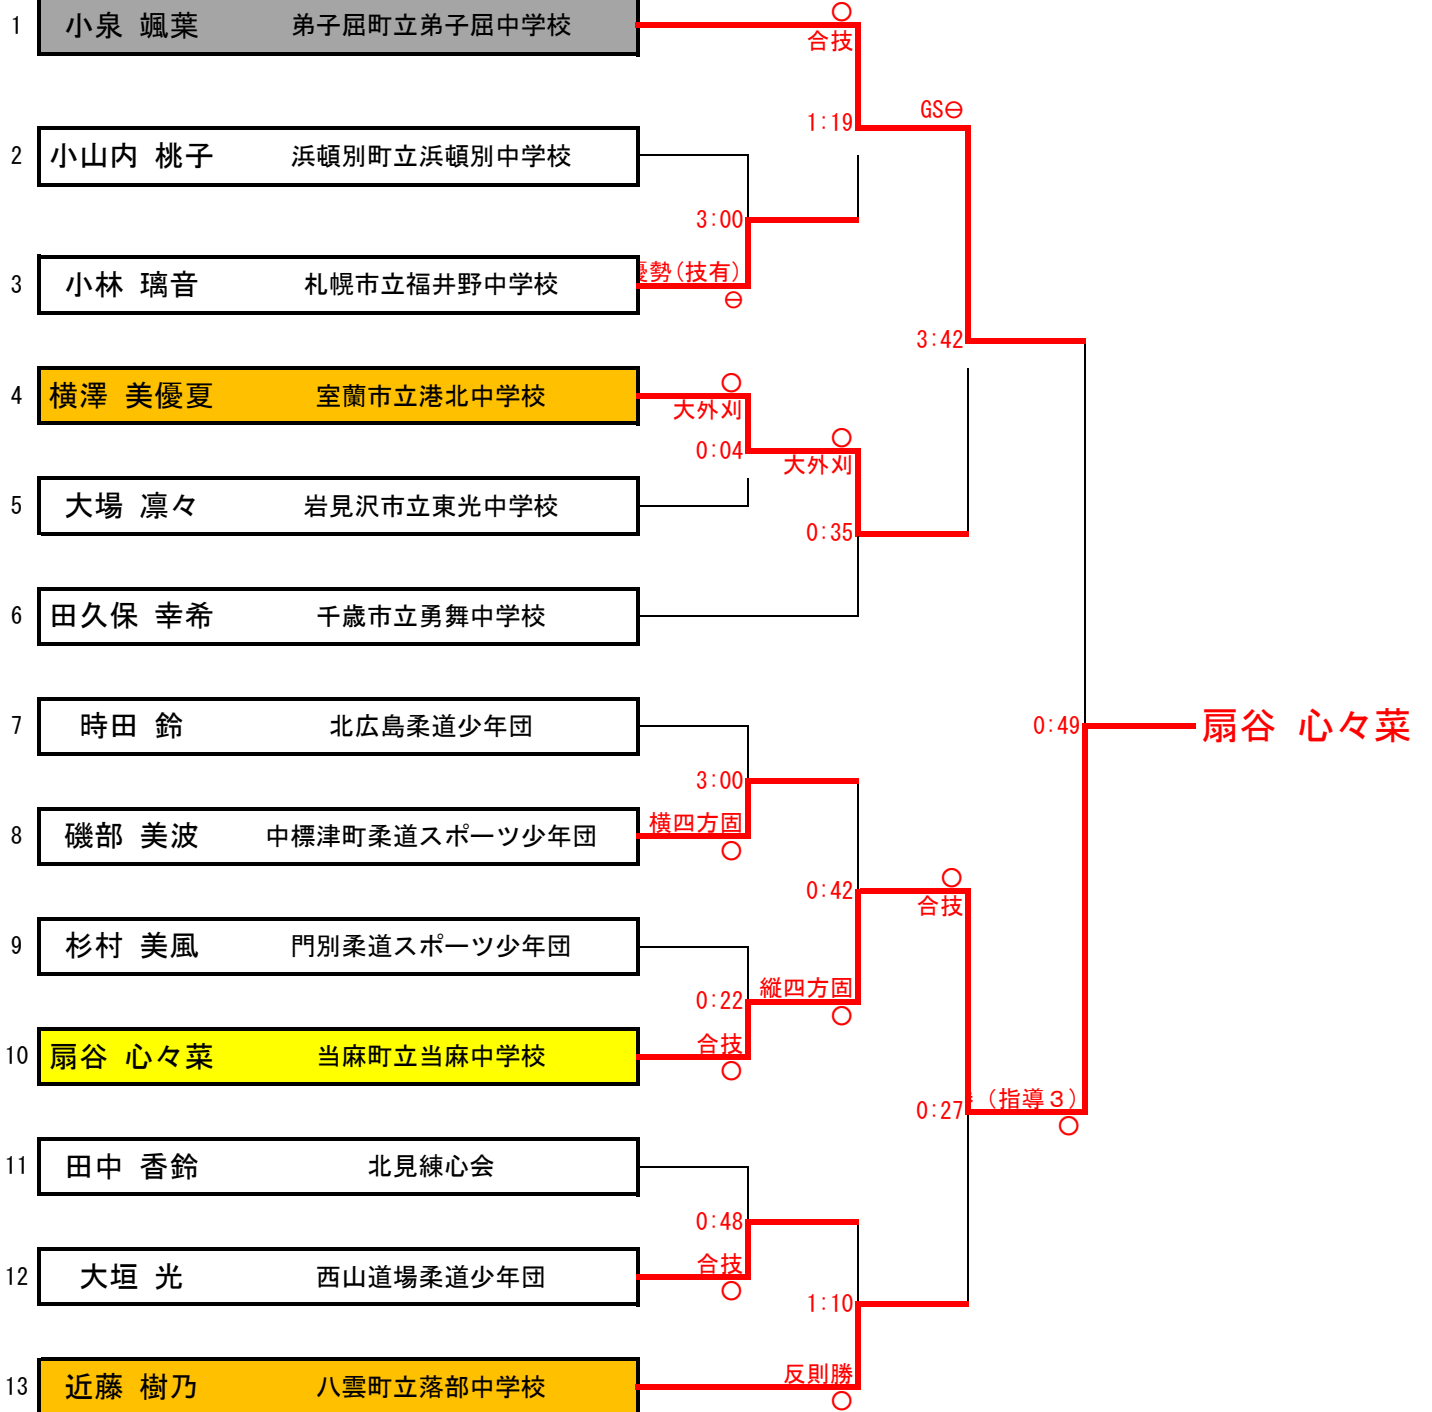 1 小泉 颯葉 弟子屈町立弟子屈中学校
○
合技
1:19
GS⊖
2 小山内 桃子 浜頓別町立浜頓別中学校
3:00
3 小林 璃音 札幌市立福井野中学校
勢(技有)
⊖
3:42
4 横澤 美優夏 室蘭市立港北中学校
○
大外刈
0:04
○
大外刈
5 大場 凛々 岩見沢市立東光中学校
0:35
6 田久保 幸希 千歳市立勇舞中学校
7 時田 鈴 北広島柔道少年団
0:49
扇谷 心々菜
3:00
8 磯部 美波 中標津町柔道スポーツ少年団
横四方固
○
0:42
○
合技
9 杉村 美風 門別柔道スポーツ少年団
0:22
縦四方固
○
10 扇谷 心々菜 当麻町立当麻中学校
合技
○
0:27
（指導３）
○
11 田中 香鈴 北見練心会
0:48
12 大垣 光 西山道場柔道少年団
合技
○
1:10
13 近藤 樹乃 八雲町立落部中学校
反則勝
○